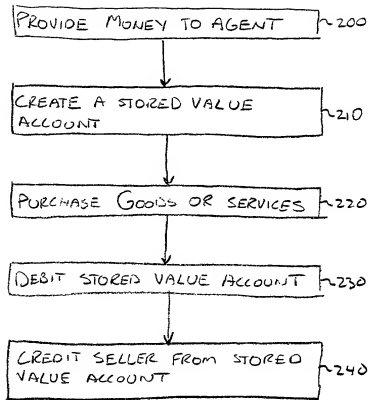 PROVIDE MONEY TO AGENT
200
CREATE A STORED VALUE
ACCOUNT
210
PURCHASE GOODS OR SERVICES
220
DEBIT STORED VALUE ACCOUNT
230
CREDIT SELLER FROM STORED
VALUE ACCOUNT
240